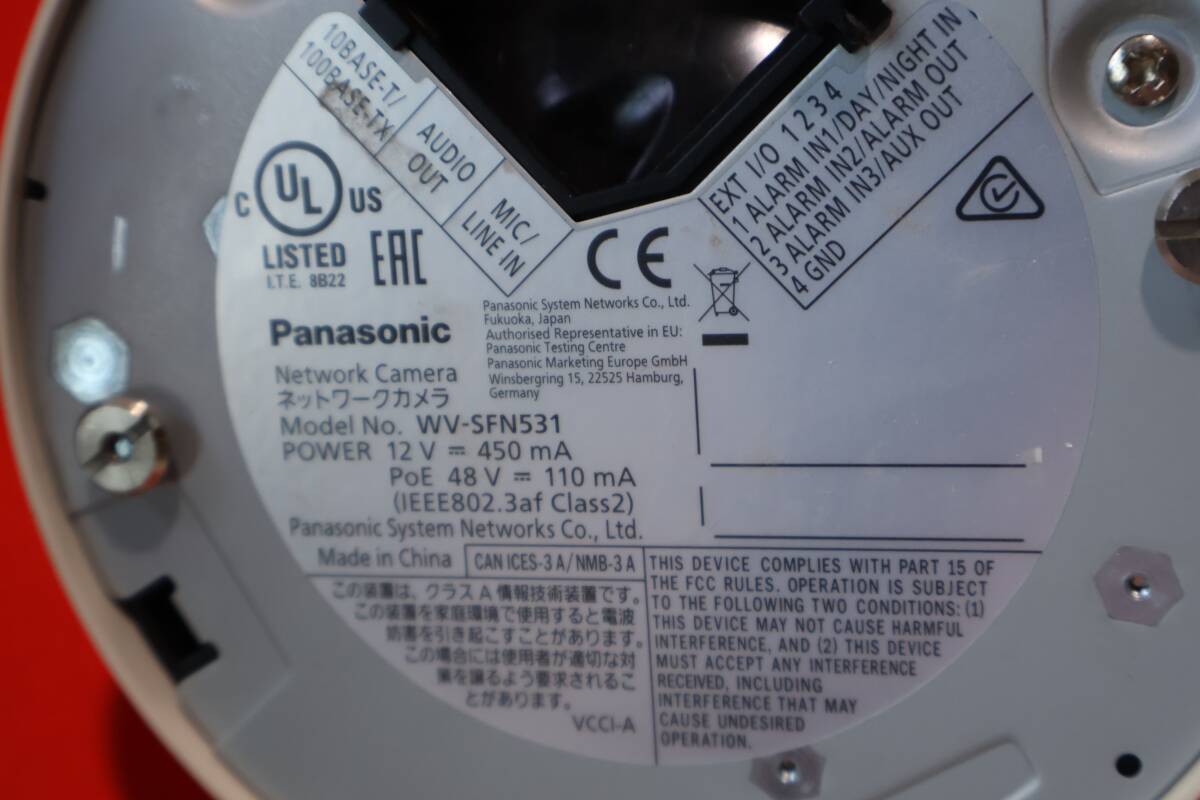 10BASE-T/
100BASE-TX
AUDIO
OUT
MIC/
LINE IN
EXT I/O 1 2 3 4
1 ALARM IN1/DAY/NIGHT IN
2 ALARM IN2/ALARM OUT
3 ALARM IN3/AUX OUT
4 GND
C UL US
LISTED
I.T.E. 8B22
EAC
CE
Panasonic System Networks Co., Ltd.
Fukuoka, Japan
Authorised Representative in EU:
Panasonic Testing Centre
Panasonic Marketing Europe GmbH
Winsbergring 15, 22525 Hamburg,
Germany
Panasonic
Network Camera
ネットワークカメラ
Model No. WV-SFN531
POWER 12 V ⎓ 450 mA
PoE 48 V ⎓ 110 mA
(IEEE802.3af Class2)
Panasonic System Networks Co., Ltd.
Made in China
CAN ICES-3 A / NMB-3 A
この装置は、クラス A 情報技術装置です。
この装置を家庭環境で使用すると電波
妨害を引き起こすことがあります。
この場合には使用者が適切な対
策を講るよう要求されるこ
とがあります。
VCCI-A
THIS DEVICE COMPLIES WITH PART 15 OF
THE FCC RULES. OPERATION IS SUBJECT
TO THE FOLLOWING TWO CONDITIONS: (1)
THIS DEVICE MAY NOT CAUSE HARMFUL
INTERFERENCE, AND (2) THIS DEVICE
MUST ACCEPT ANY INTERFERENCE
RECEIVED, INCLUDING
INTERFERENCE THAT MAY
CAUSE UNDESIRED
OPERATION.